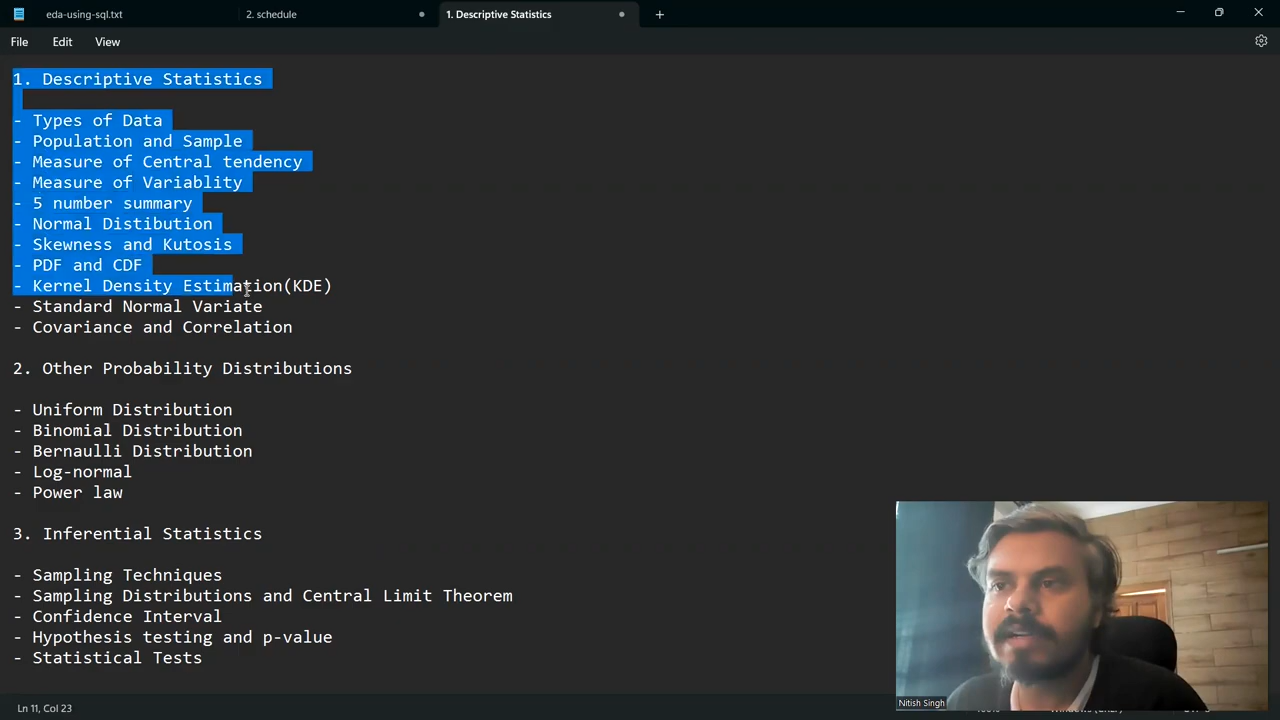 eda-using-sql.txt
2. schedule
1. Descriptive Statistics
File Edit View
1. Descriptive Statistics
- Types of Data
- Population and Sample
- Measure of Central tendency
- Measure of Variablity
- 5 number summary
- Normal Distibution
- Skewness and Kutosis
- PDF and CDF
- Kernel Density Estimation(KDE)
- Standard Normal Variate
- Covariance and Correlation
2. Other Probability Distributions
- Uniform Distribution
- Binomial Distribution
- Bernaulli Distribution
- Log-normal
- Power law
3. Inferential Statistics
- Sampling Techniques
- Sampling Distributions and Central Limit Theorem
- Confidence Interval
- Hypothesis testing and p-value
- Statistical Tests
Nitish Singh
Ln 11, Col 23